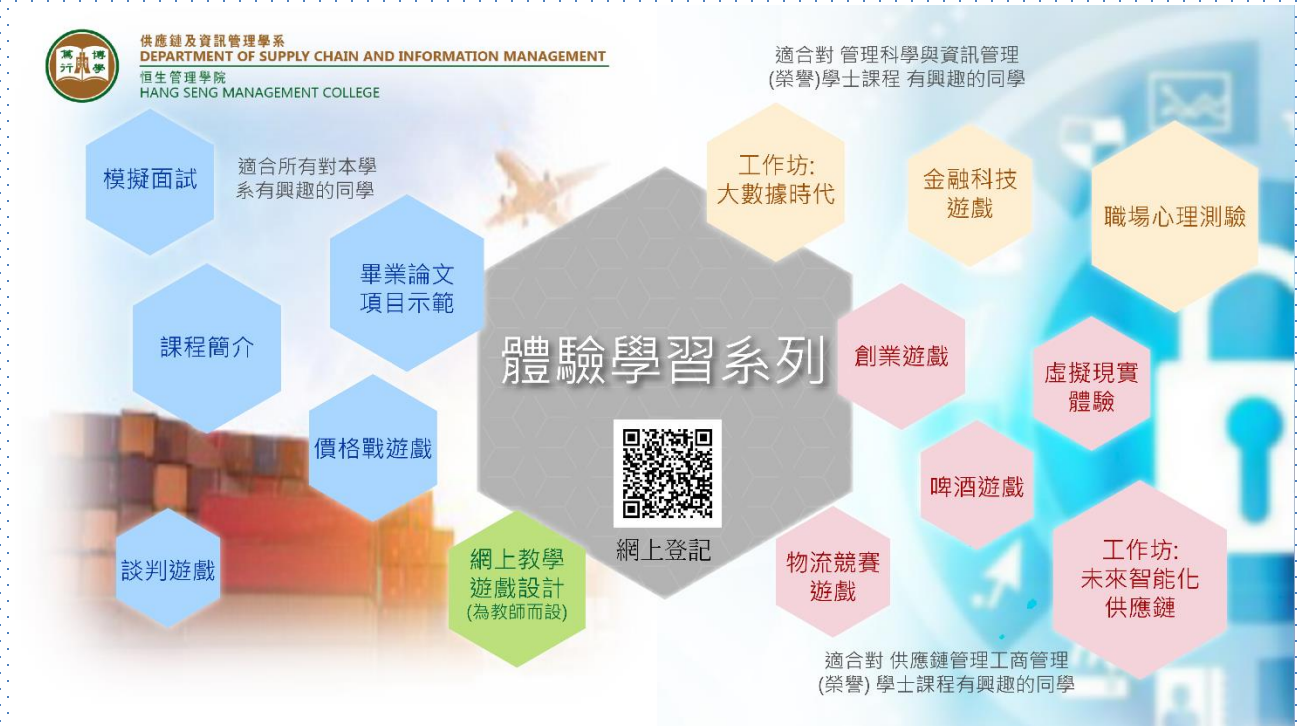 篤博
行學
供應鏈及資訊管理學系
DEPARTMENT OF SUPPLY CHAIN AND INFORMATION MANAGEMENT
恒生管理學院
HANG SENG MANAGEMENT COLLEGE
模擬面試
適合所有對本學
系有興趣的同學
畢業論文
項目示範
課程簡介
價格戰遊戲
談判遊戲
網上教學
遊戲設計
(為教師而設)
體驗學習系列
網上登記
適合對 管理科學與資訊管理
(榮譽)學士課程 有興趣的同學
工作坊:
大數據時代
金融科技
遊戲
職場心理測驗
創業遊戲
虛擬現實
體驗
啤酒遊戲
物流競賽
遊戲
工作坊:
未來智能化
供應鏈
適合對 供應鏈管理工商管理
(榮譽) 學士課程有興趣的同學